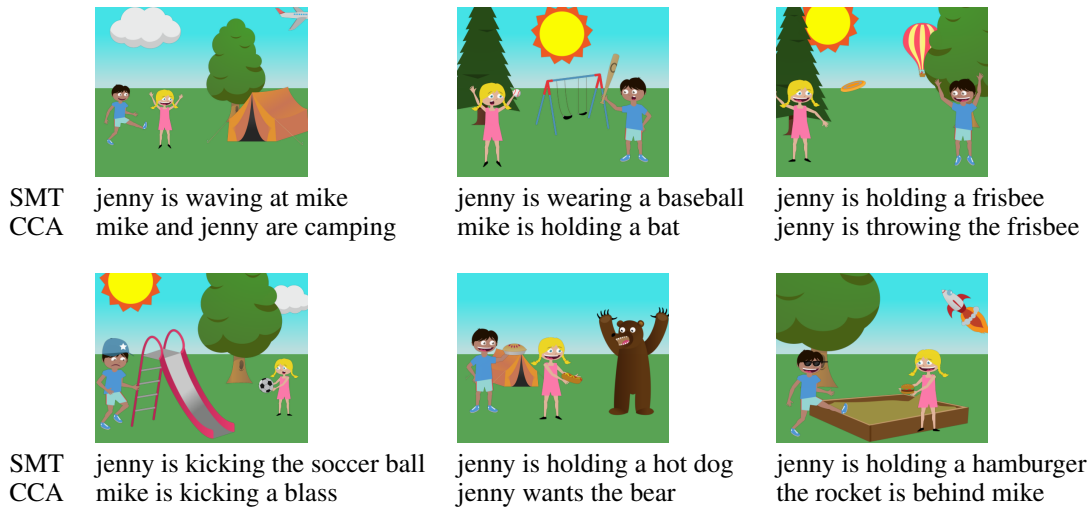 SMT jenny is waving at mike jenny is wearing a baseball jenny is holding a frisbee
CCA mike and jenny are camping mike is holding a bat jenny is throwing the frisbee
SMT jenny is kicking the soccer ball jenny is holding a hot dog jenny is holding a hamburger
CCA mike is kicking a blass jenny wants the bear the rocket is behind mike